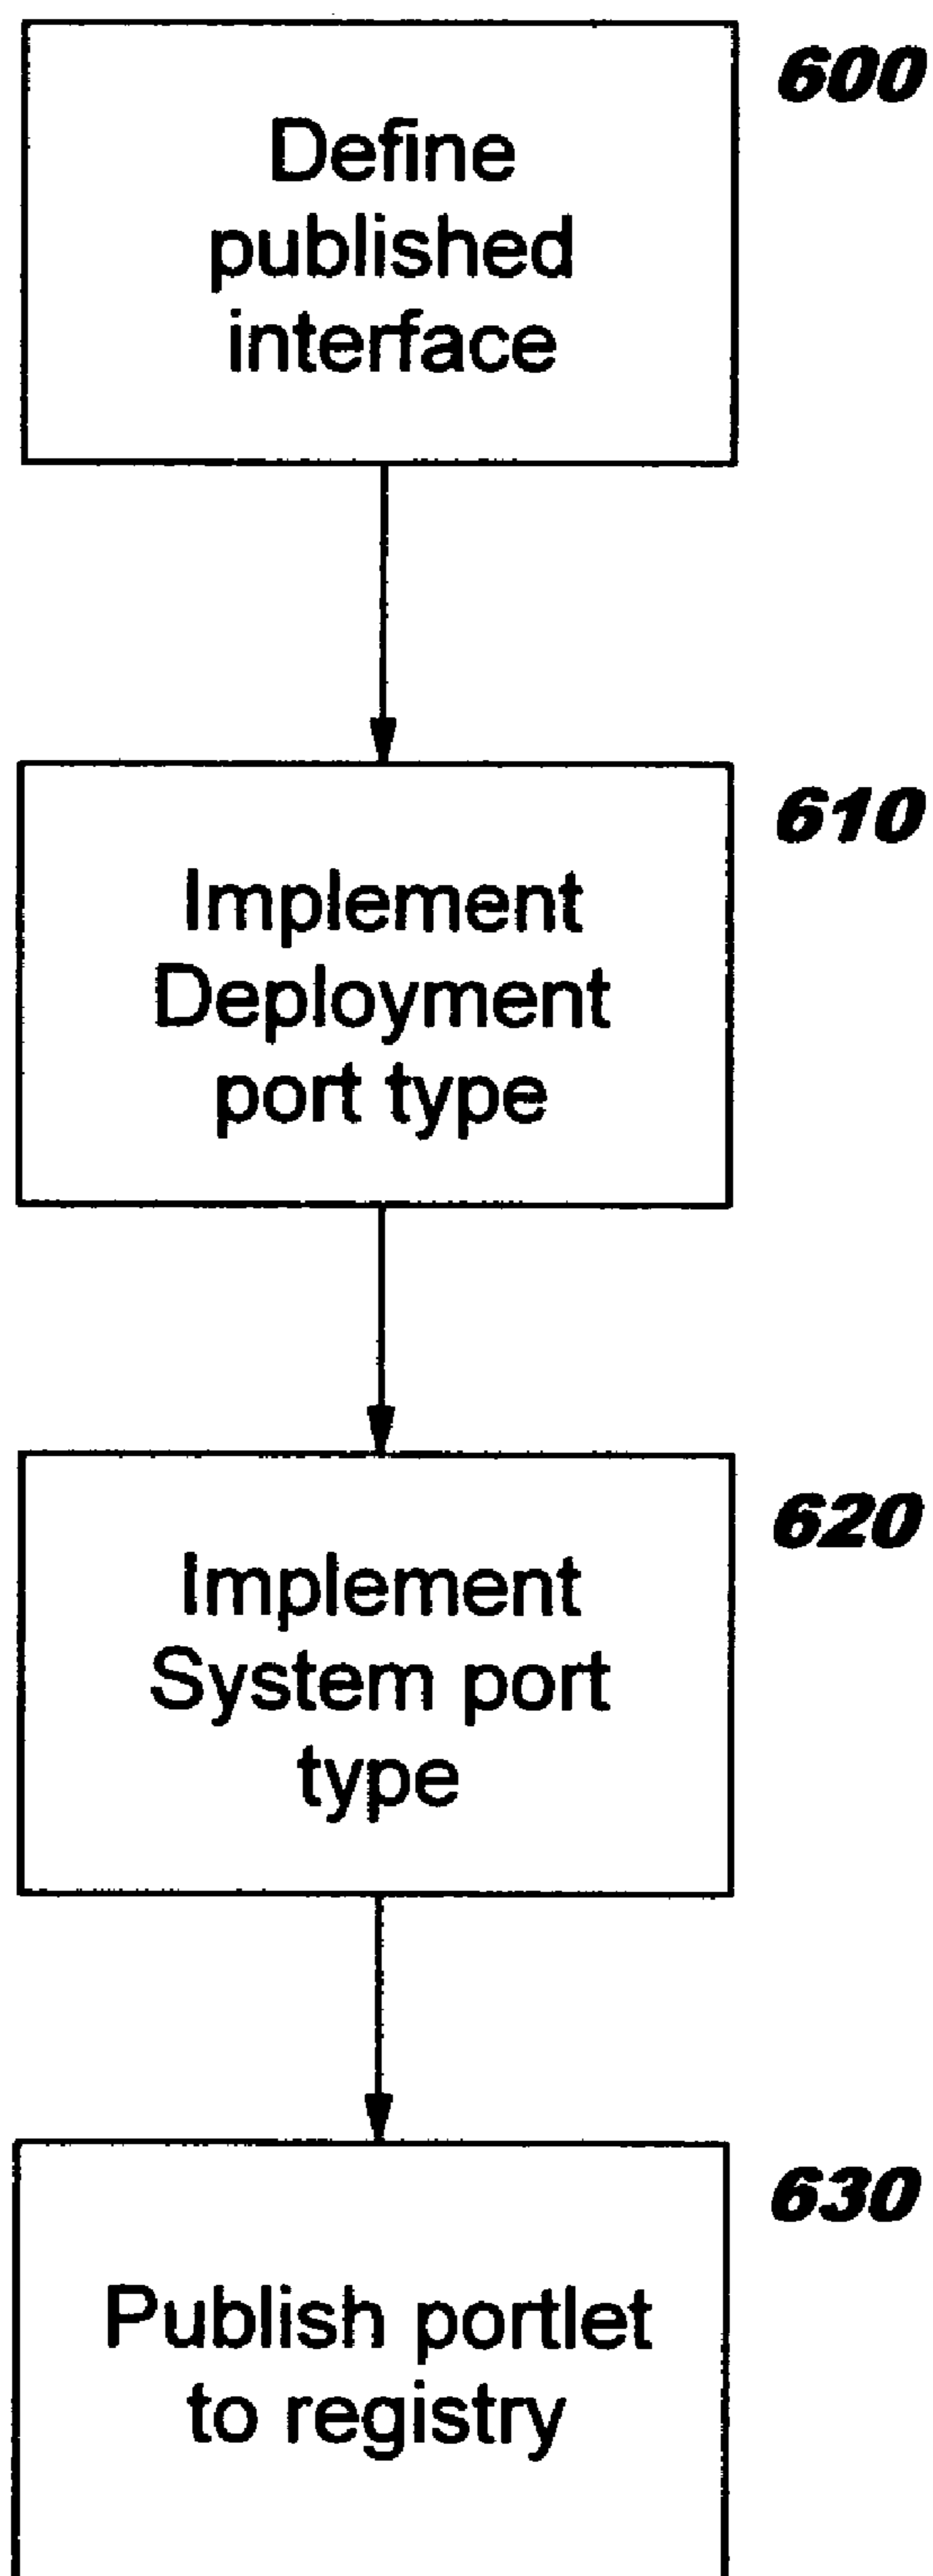 600
Define
published
interface
610
Implement
Deployment
port type
620
Implement
System port
type
630
Publish portlet
to registry